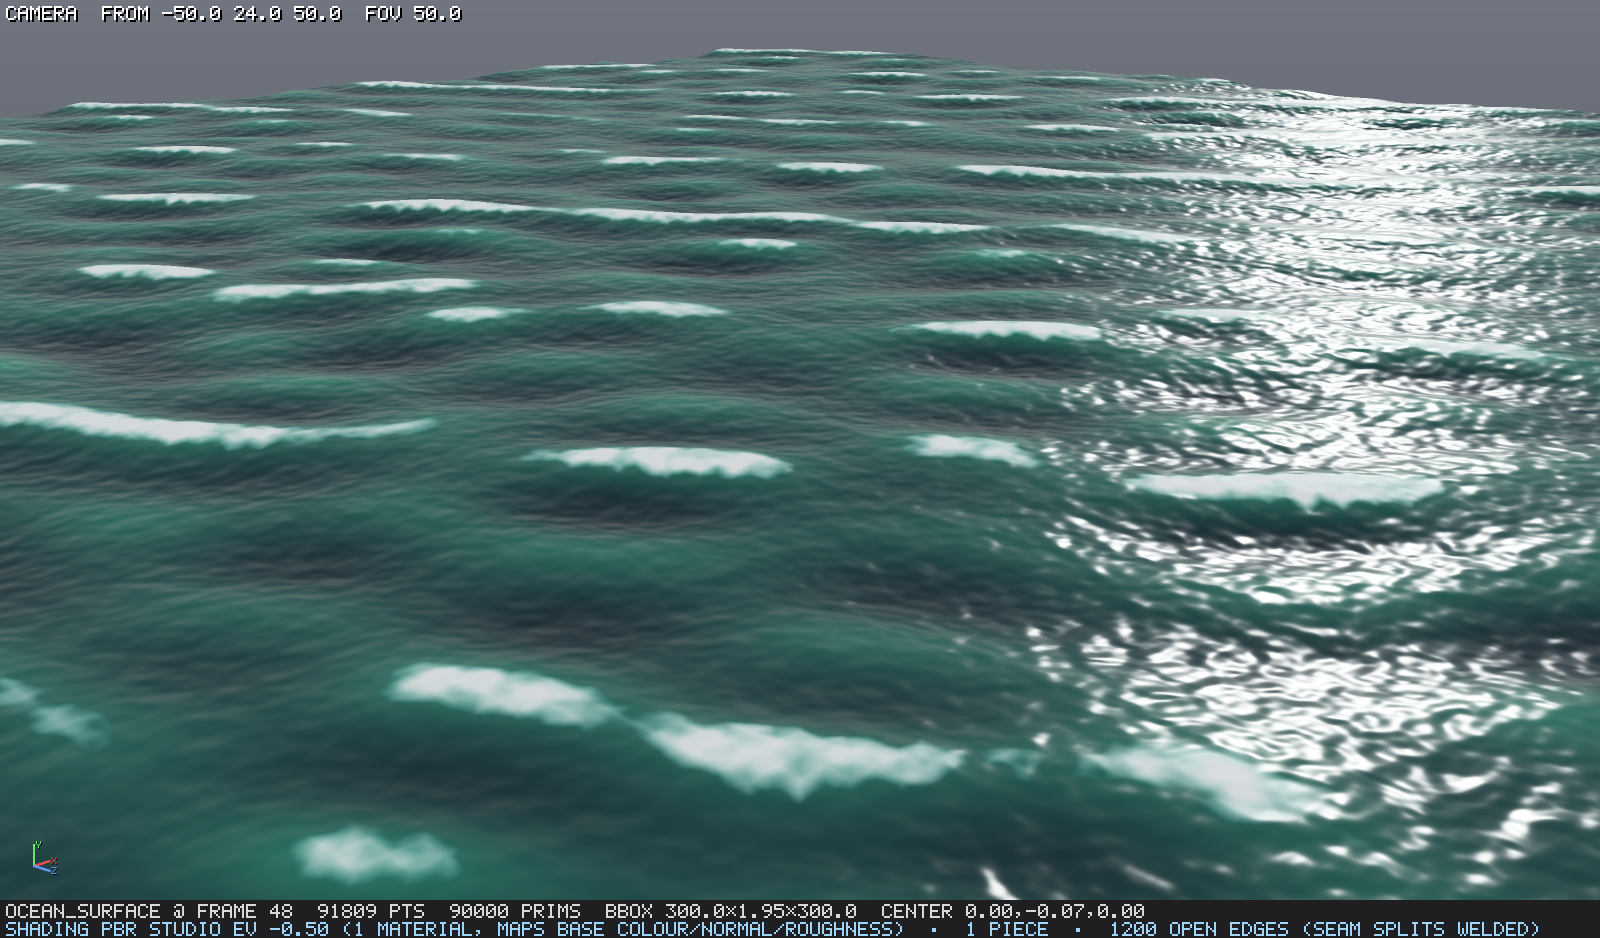 CAMERA  FROM -50.0 24.0 50.0  FOV 50.0
Y
X
Z
OCEAN_SURFACE @ FRAME 48  91809 PTS  90000 PRIMS  BBOX 300.0×1.95×300.0  CENTER 0.00,-0.07,0.00
SHADING PBR STUDIO EV -0.50 (1 MATERIAL, MAPS BASE COLOUR/NORMAL/ROUGHNESS)  ·  1 PIECE  ·  1200 OPEN EDGES (SEAM SPLITS WELDED)